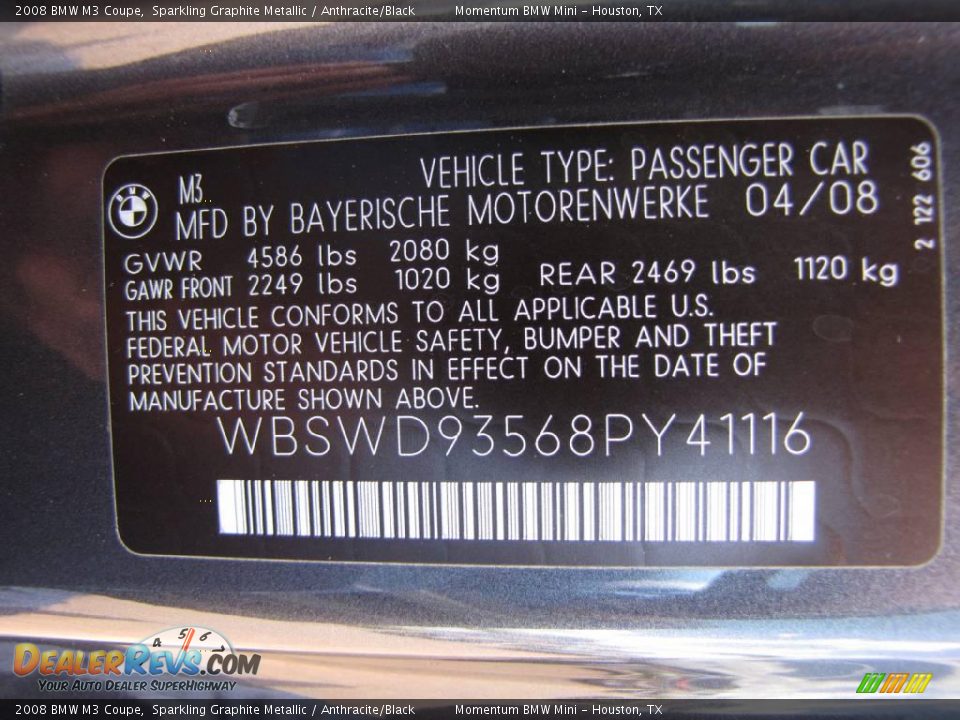 2008 BMW M3 Coupe, Sparkling Graphite Metallic / Anthracite/Black Momentum BMW Mini - Houston, TX
VEHICLE TYPE: PASSENGER CAR
BMW M3
MFD BY BAYERISCHE MOTORENWERKE 04/08
2 122 606
GVWR 4586 lbs 2080 kg
GAWR FRONT 2249 lbs 1020 kg REAR 2469 lbs 1120 kg
THIS VEHICLE CONFORMS TO ALL APPLICABLE U.S.
FEDERAL MOTOR VEHICLE SAFETY, BUMPER AND THEFT
PREVENTION STANDARDS IN EFFECT ON THE DATE OF
MANUFACTURE SHOWN ABOVE.
WBSWD93568PY41116
4 5 6
DEALERREVS.COM
YOUR AUTO DEALER SUPERHIGHWAY
2008 BMW M3 Coupe, Sparkling Graphite Metallic / Anthracite/Black Momentum BMW Mini - Houston, TX